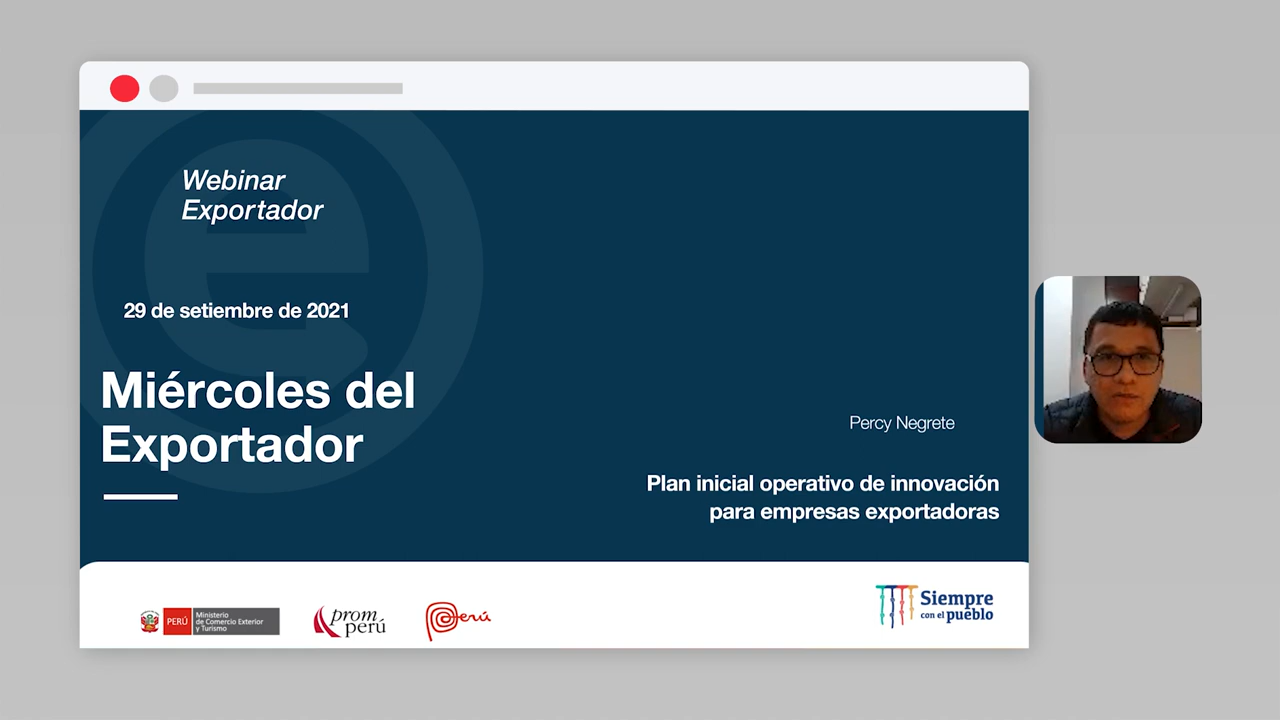 Webinar
Exportador
29 de setiembre de 2021
Miércoles del
Exportador
Percy Negrete
Plan inicial operativo de innovación
para empresas exportadoras
PERÚ
Ministerio
de Comercio Exterior
y Turismo
prom
perú
Perú
Siempre
con el pueblo